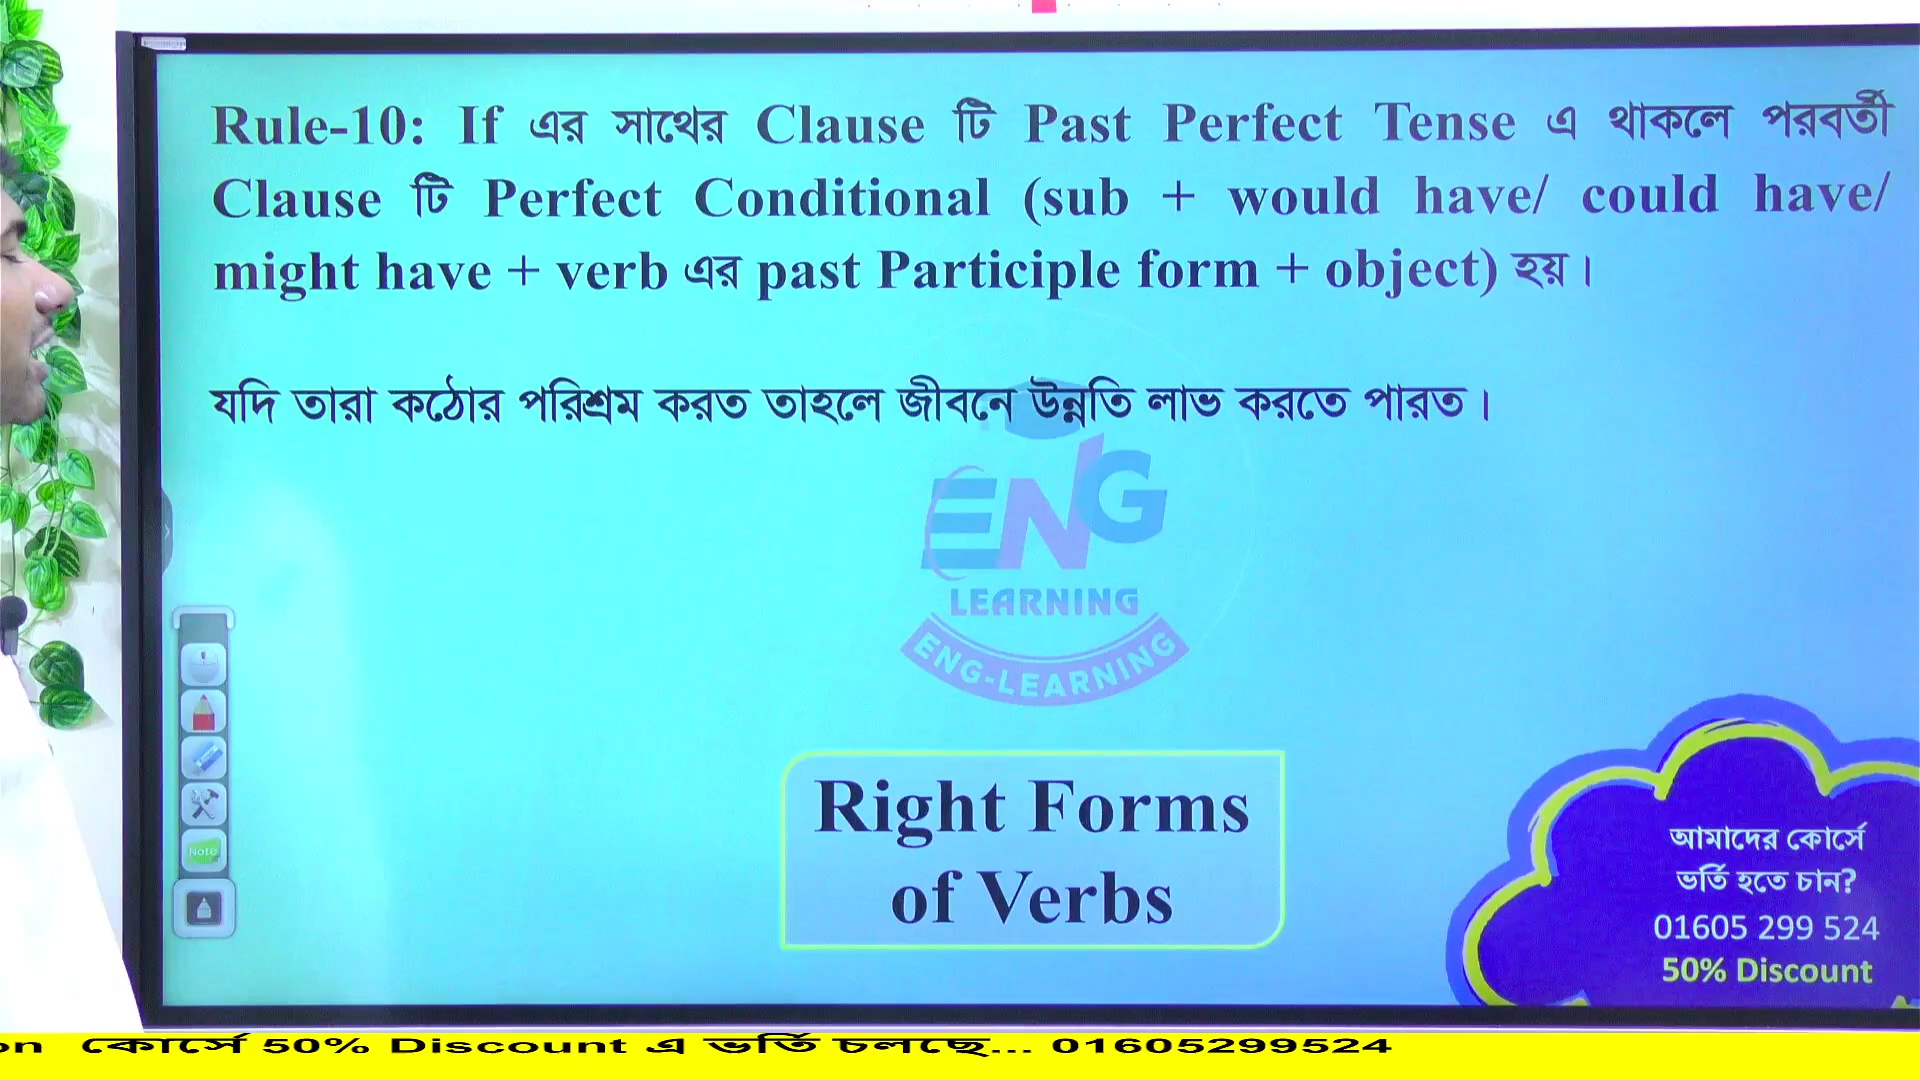 Rule-10: If এর সাথের Clause টি Past Perfect Tense এ থাকলে পরবর্তী
Clause টি Perfect Conditional (sub + would have/ could have/
might have + verb এর past Participle form + object) হয়।
যদি তারা কঠোর পরিশ্রম করত তাহলে জীবনে উন্নতি লাভ করতে পারত।
ENG
LEARNING
ENG-LEARNING
Note
Right Forms
of Verbs
আমাদের কোর্সে
ভর্তি হতে চান?
01605 299 524
50% Discount
on কোর্সে 50% Discount এ ভর্তি চলছে... 01605299524